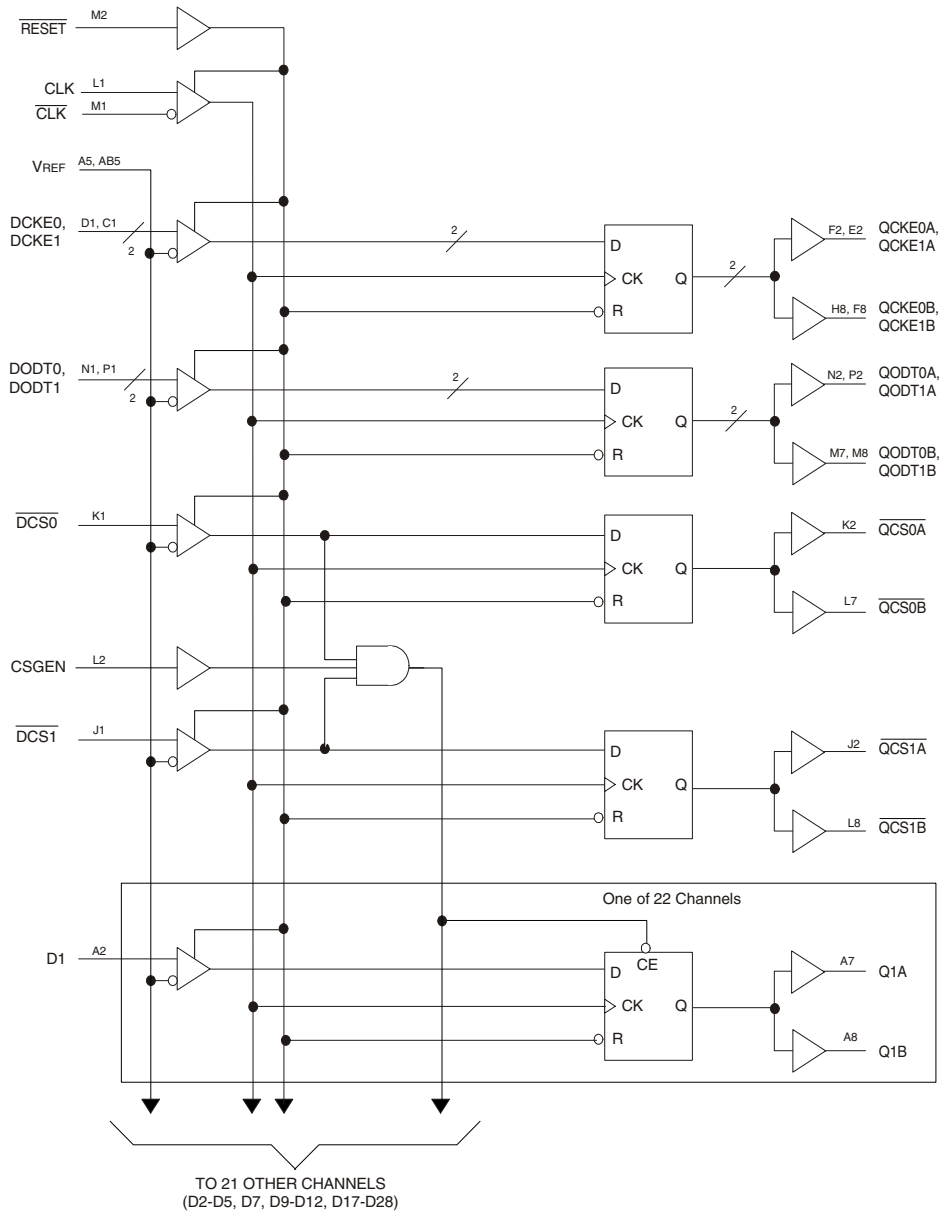 RESET M2
CLK L1
CLK M1
VREF A5, AB5
DCKE0, DCKE1
D1, C1
2
2
D
CK
R
Q
2
F2, E2
QCKE0A, QCKE1A
H8, F8
QCKE0B, QCKE1B
DODT0, DODT1
N1, P1
2
2
D
CK
R
Q
2
N2, P2
QODT0A, QODT1A
M7, M8
QODT0B, QODT1B
DCS0 K1
D
CK
R
Q
K2 QCS0A
L7 QCS0B
CSGEN L2
DCS1 J1
D
CK
R
Q
J2 QCS1A
L8 QCS1B
One of 22 Channels
D1 A2
CE
D
CK
R
Q
A7 Q1A
A8 Q1B
TO 21 OTHER CHANNELS
(D2-D5, D7, D9-D12, D17-D28)